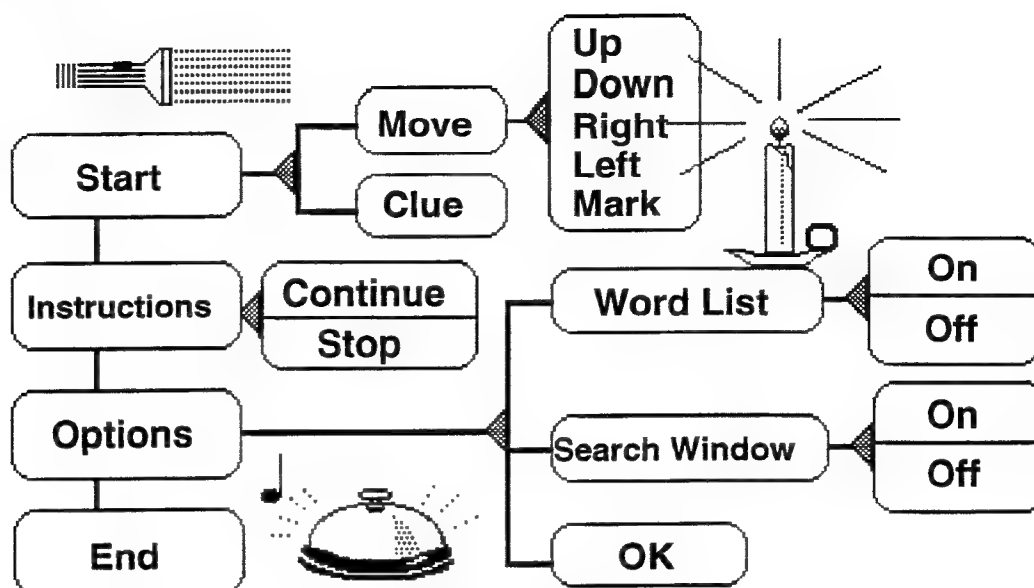 Start
Move
Clue
Up
Down
Right
Left
Mark
Instructions
Continue
Stop
Options
Word List
On
Off
Search Window
On
Off
OK
End